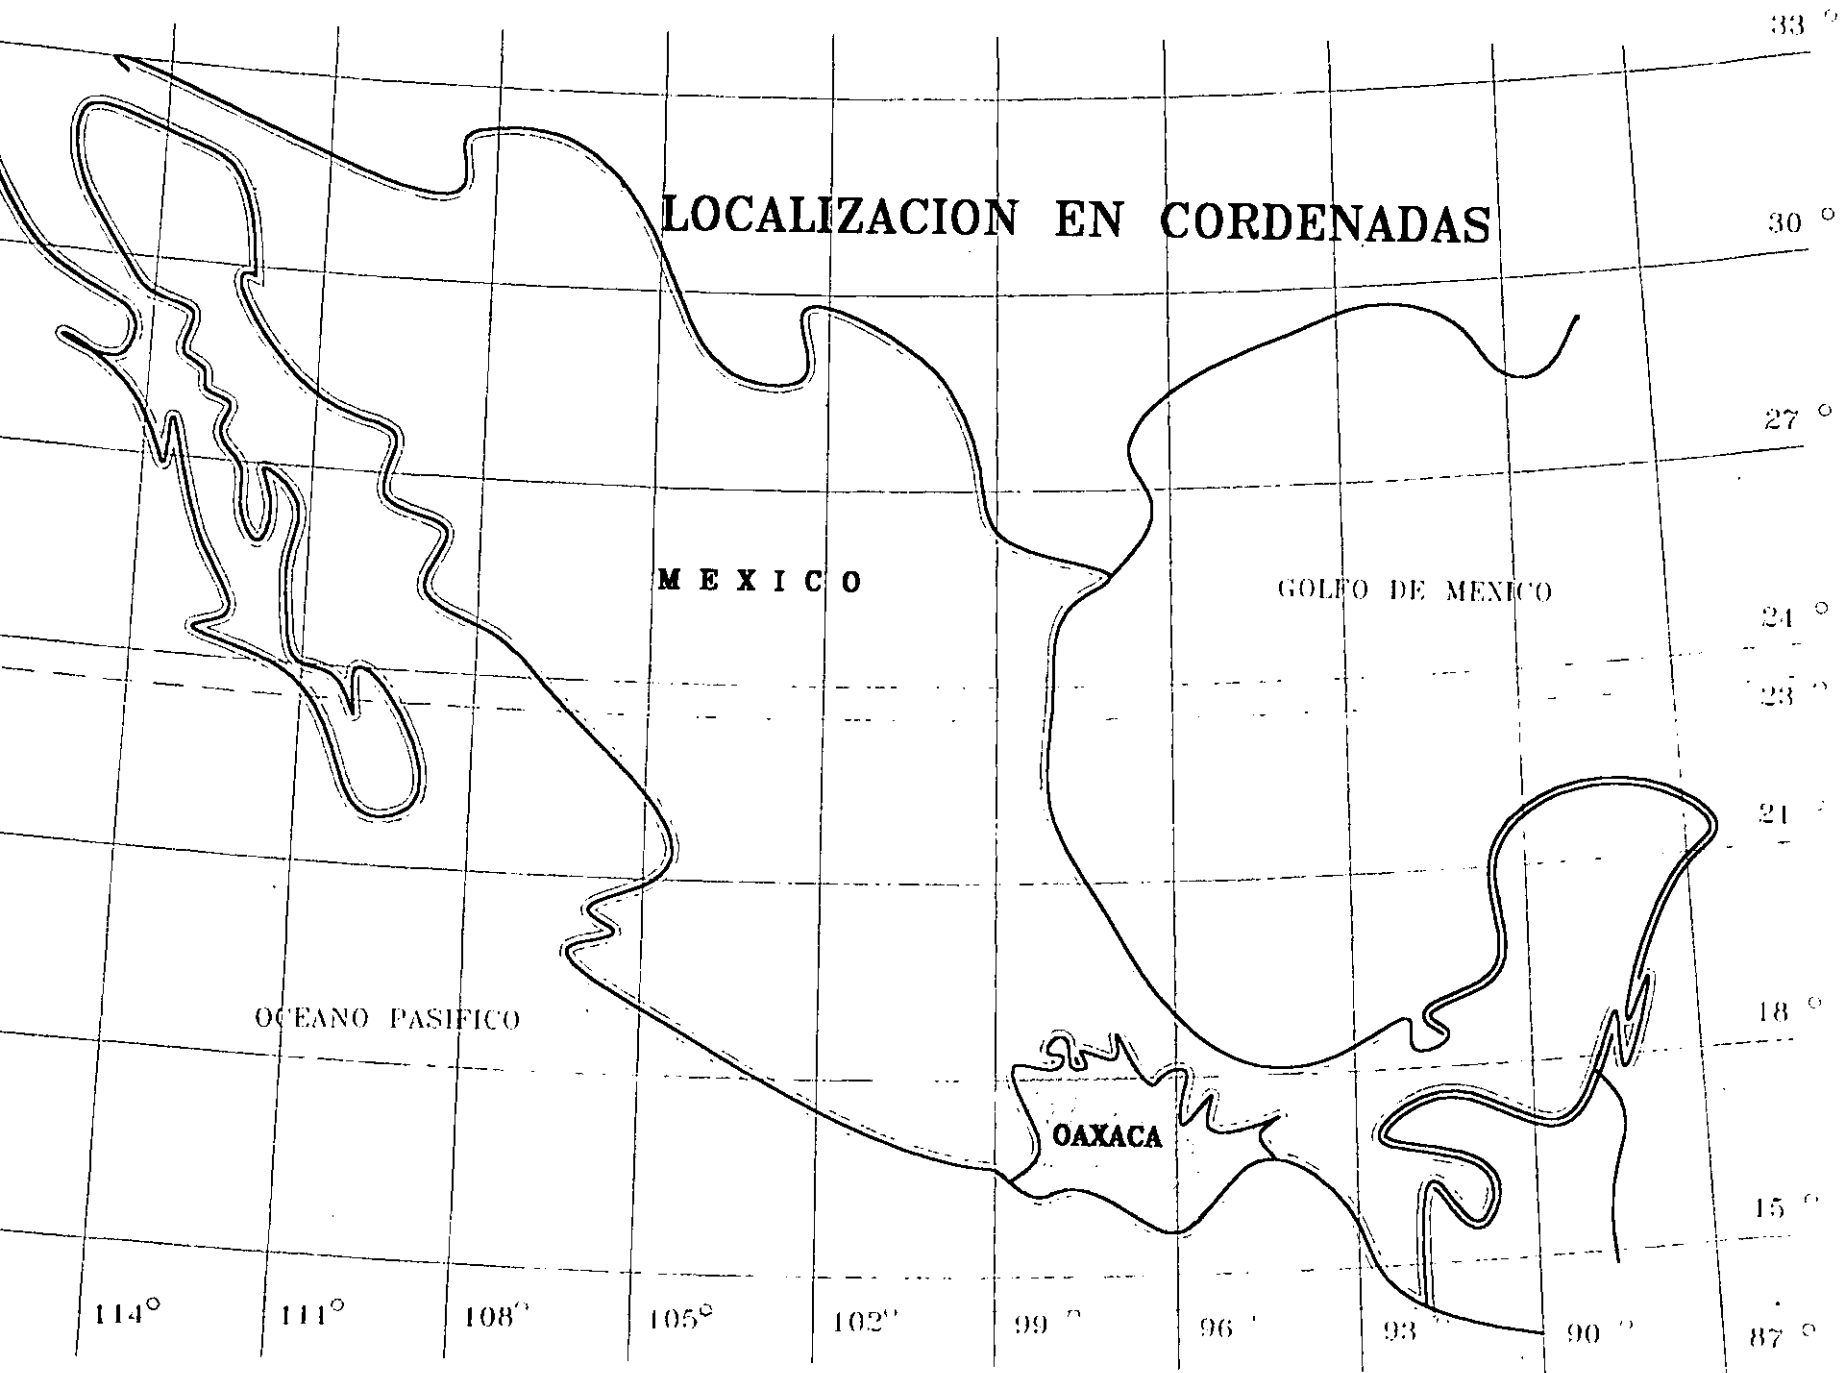 33 °
LOCALIZACION EN CORDENADAS
30 °
27 °
MEXICO
GOLFO DE MEXICO
24 °
23 °
21 °
OCEANO PASIFICO
18 °
OAXACA
15 °
114° 111° 108° 105° 102° 99 ° 96 ° 93 ° 90 ° 87 °